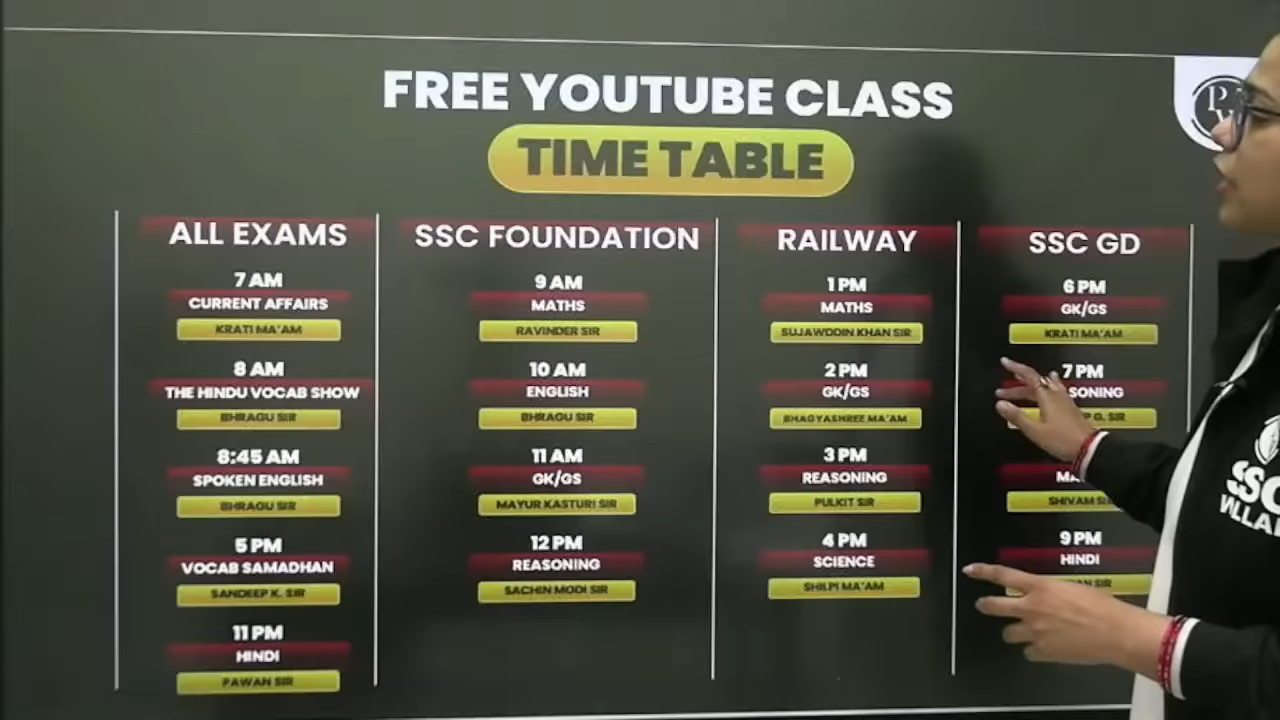 FREE YOUTUBE CLASS
TIME TABLE
P
W
ALL EXAMS
7 AM
CURRENT AFFAIRS
KRATI MA'AM
8 AM
THE HINDU VOCAB SHOW
BHRAGU SIR
8:45 AM
SPOKEN ENGLISH
BHRAGU SIR
5 PM
VOCAB SAMADHAN
SANDEEP K. SIR
11 PM
HINDI
PAWAN SIR
SSC FOUNDATION
9 AM
MATHS
RAVINDER SIR
10 AM
ENGLISH
BHRAGU SIR
11 AM
GK/GS
MAYUR KASTURI SIR
12 PM
REASONING
SACHIN MODI SIR
RAILWAY
1 PM
MATHS
SUJAWDDIN KHAN SIR
2 PM
GK/GS
BHAGYASHREE MA'AM
3 PM
REASONING
PULKIT SIR
4 PM
SCIENCE
SHILPI MA'AM
SSC GD
6 PM
GK/GS
KRATI MA'AM
7 PM
SONING
G. SIR
SHIVAM
9 PM
HINDI
SIR
SSC